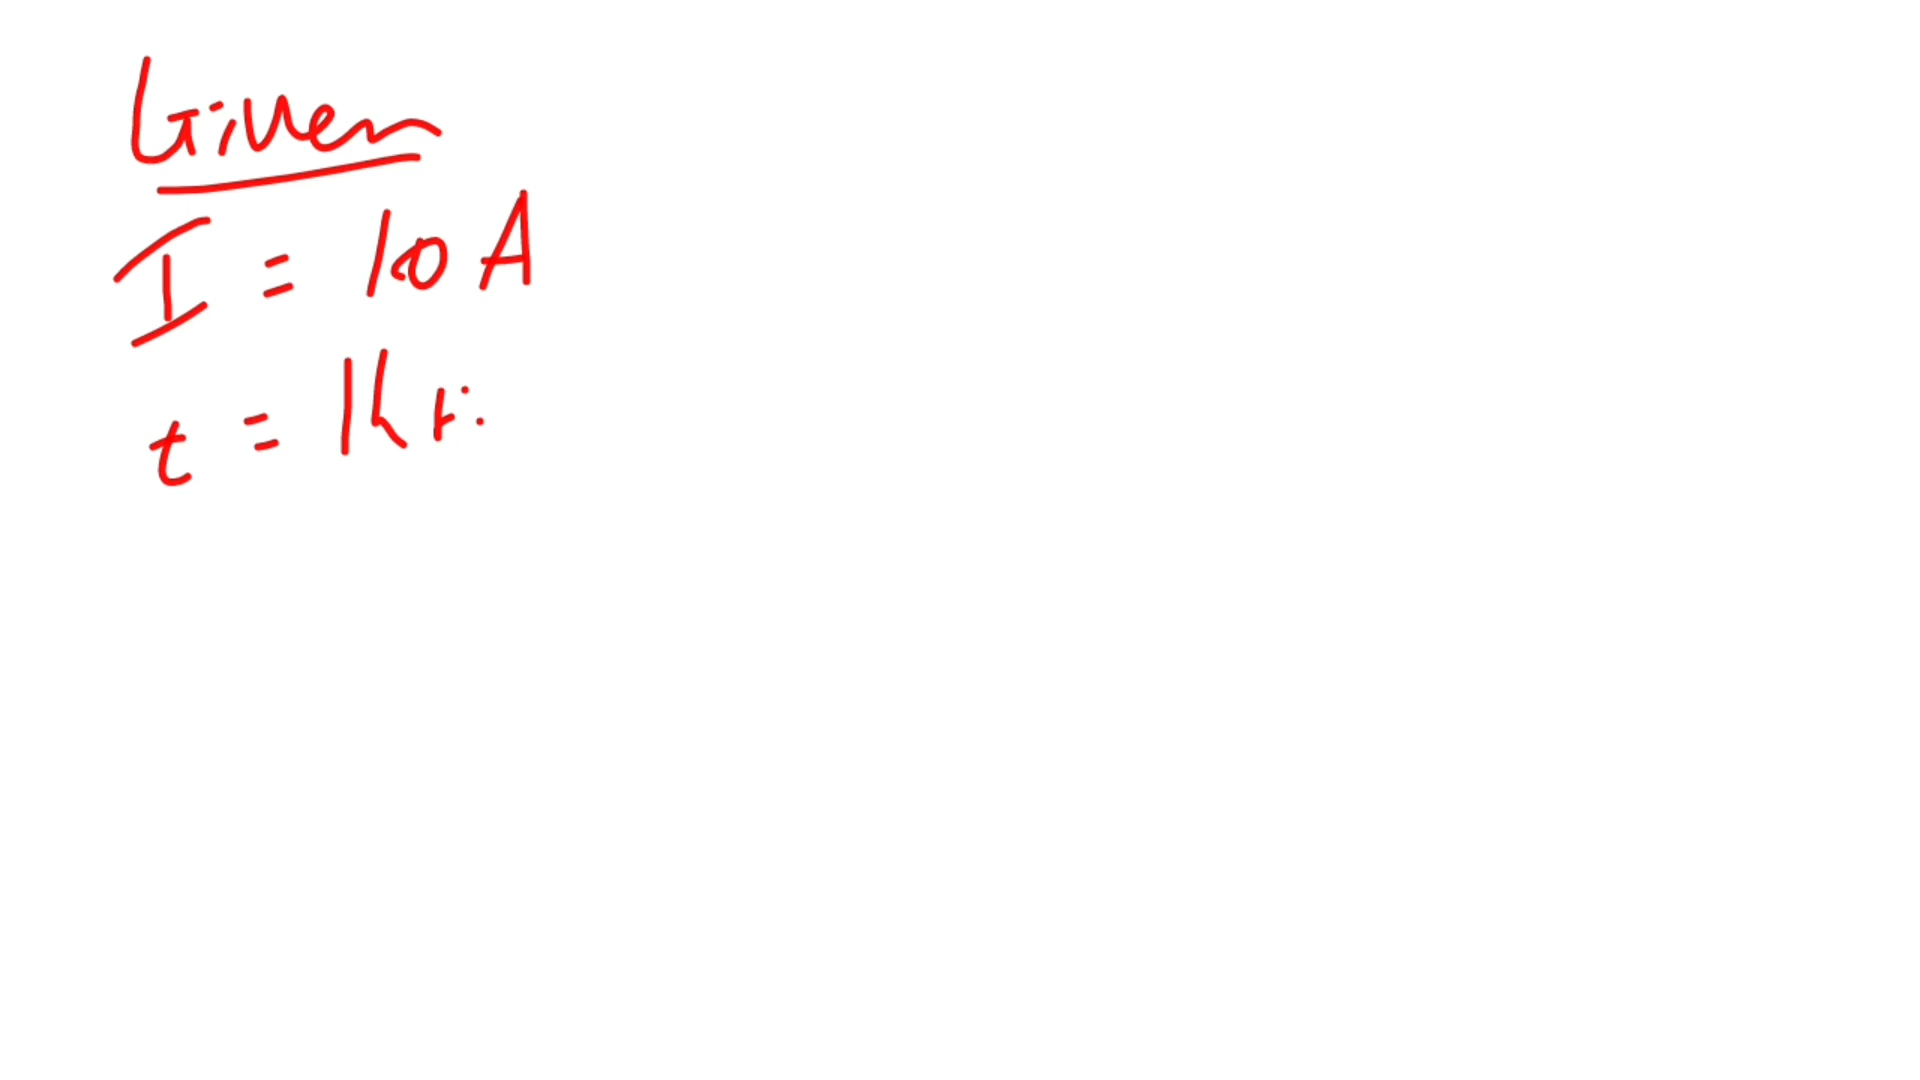 Given
I = 10 A
t = 1hr.